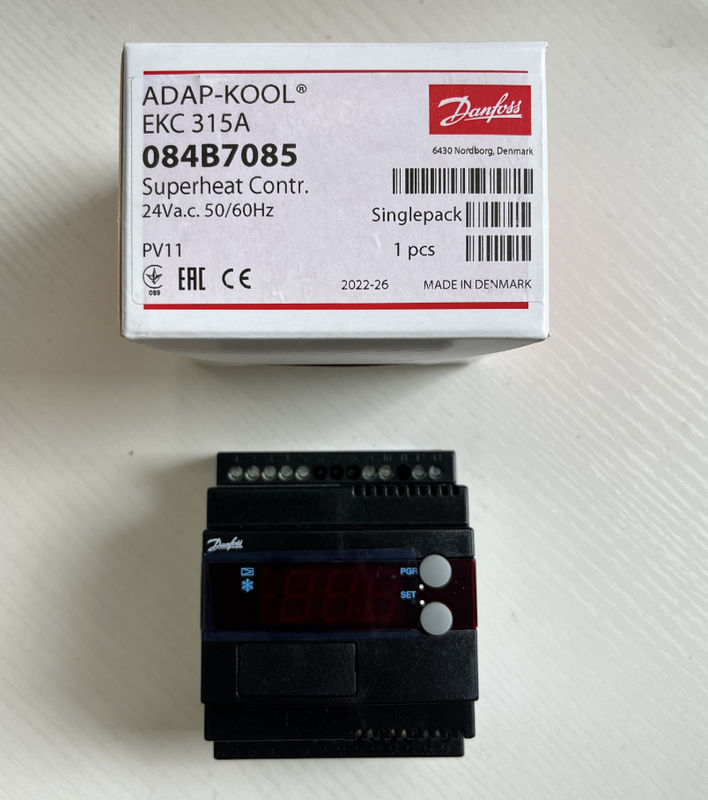 ADAP-KOOL®
EKC 315A
084B7085
Superheat Contr.
24Va.c. 50/60Hz
PV11
089
EAC CE
Danfoss
6430 Nordborg, Denmark
Singlepack
1 pcs
2022-26 MADE IN DENMARK
Danfoss
PGR
SET